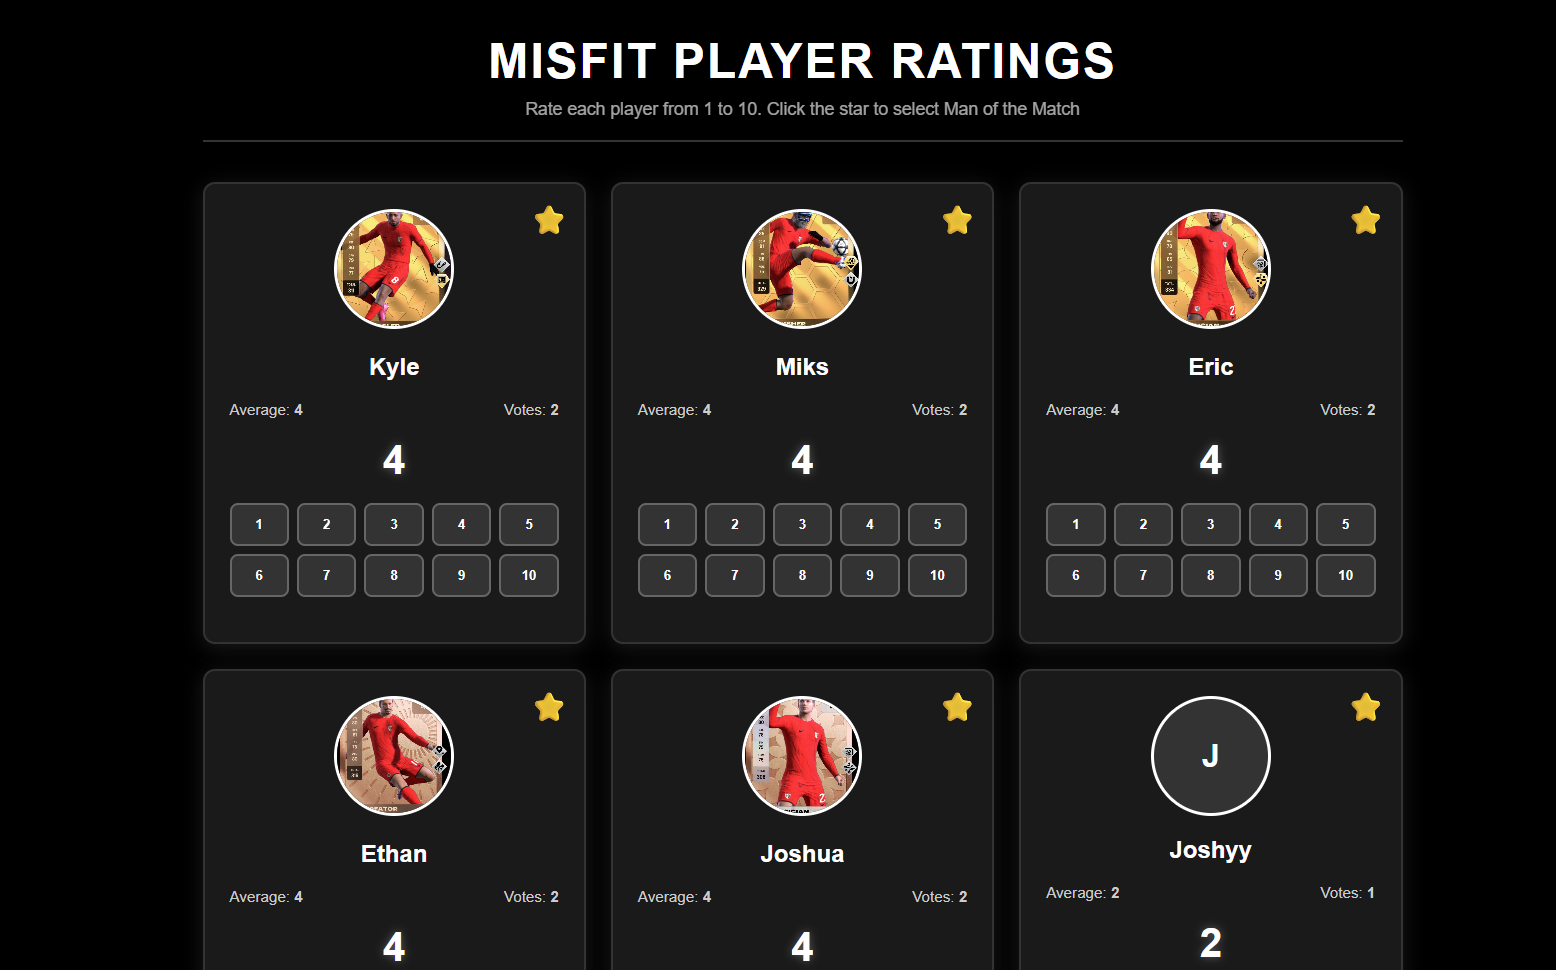 MISFIT PLAYER RATINGS
Rate each player from 1 to 10. Click the star to select Man of the Match
Kyle
Average: 4 Votes: 2
4
1 2 3 4 5
6 7 8 9 10
Miks
Average: 4 Votes: 2
4
1 2 3 4 5
6 7 8 9 10
Eric
Average: 4 Votes: 2
4
1 2 3 4 5
6 7 8 9 10
Ethan
Average: 4 Votes: 2
4
Joshua
Average: 4 Votes: 2
4
J
Joshyy
Average: 2 Votes: 1
2